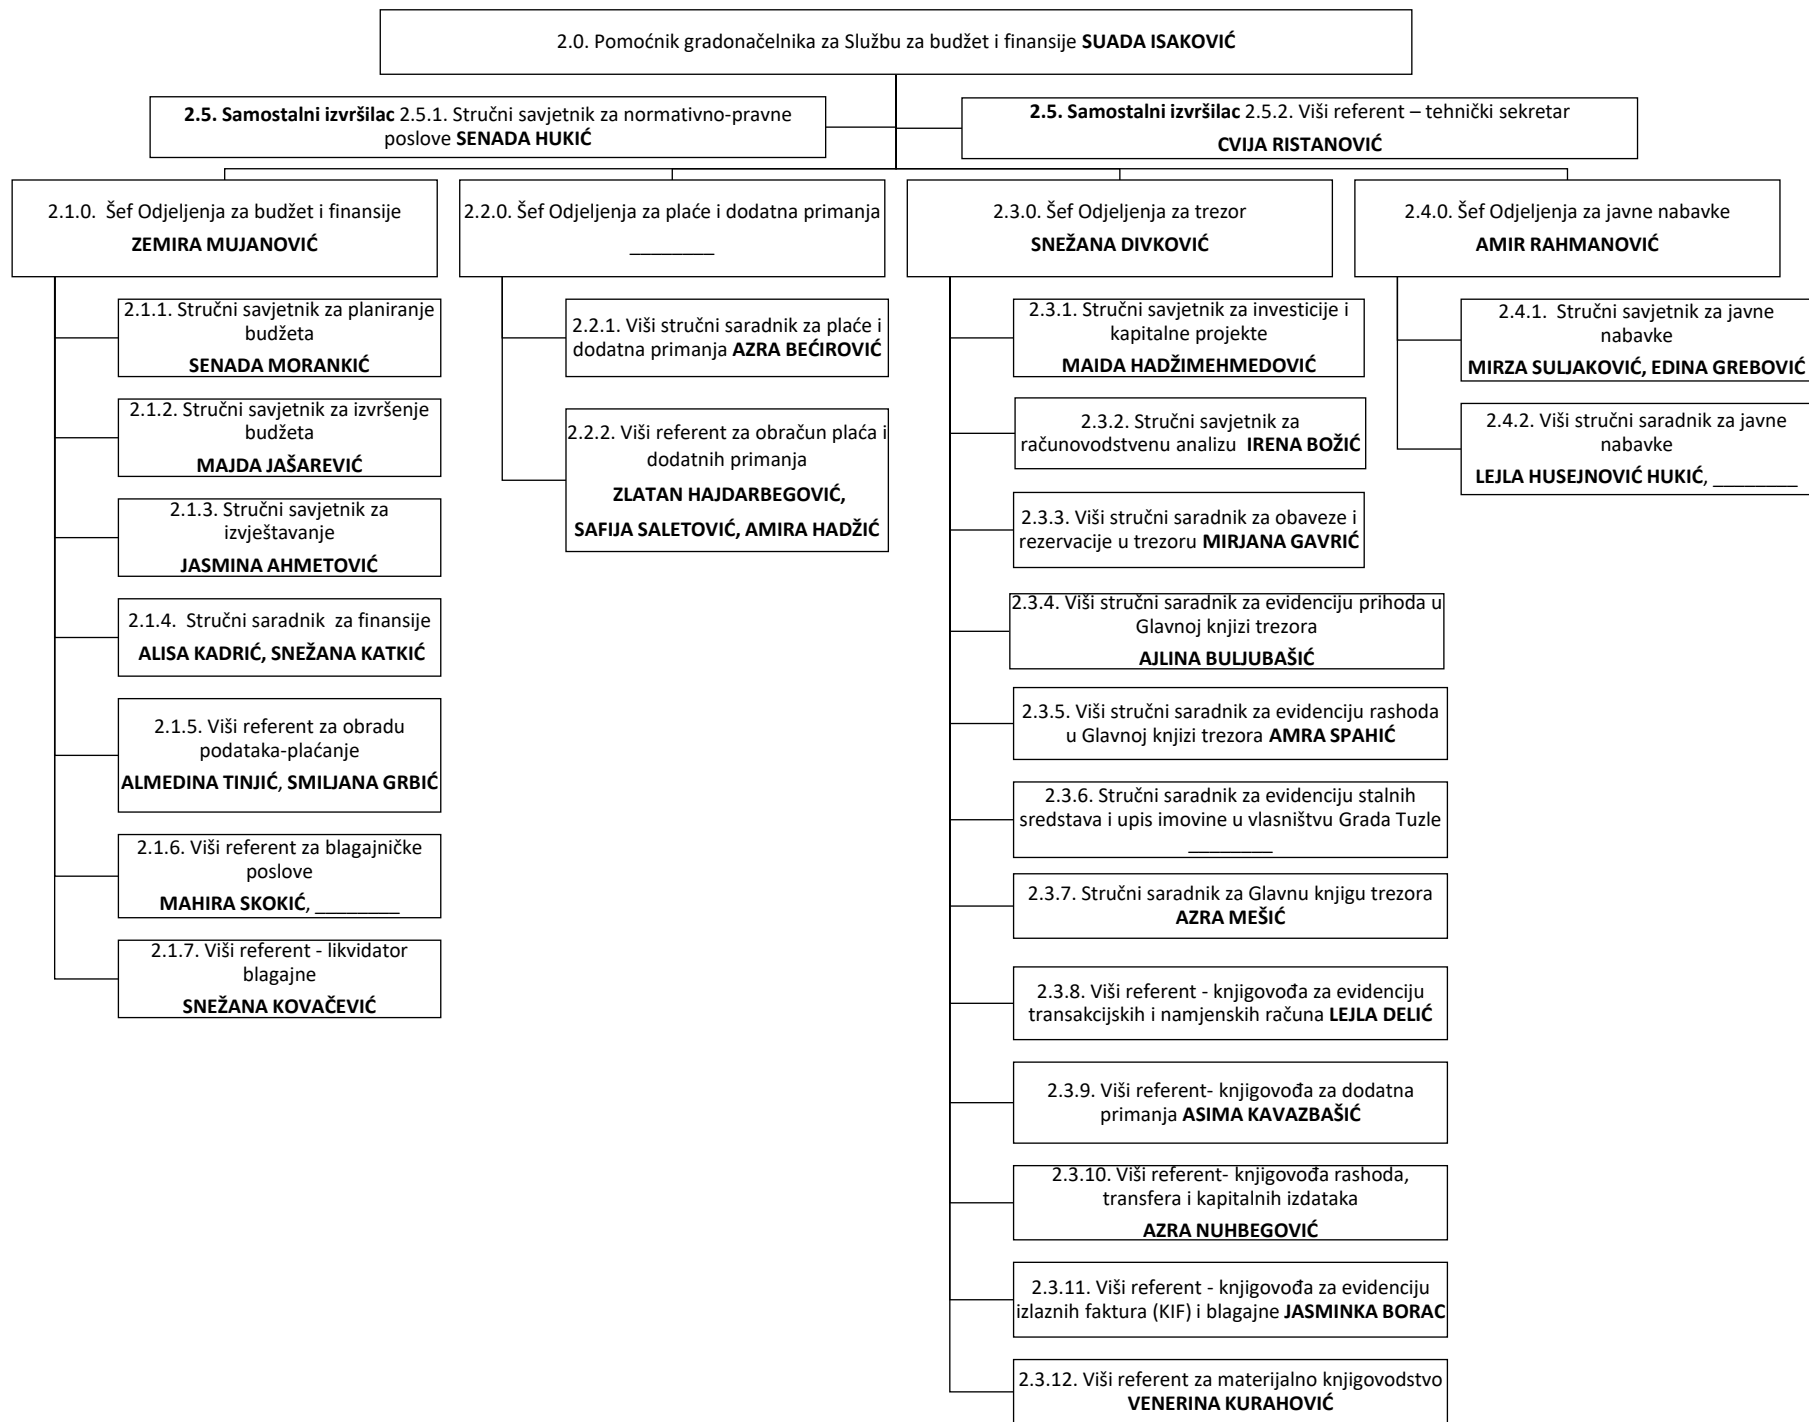 2.0. Pomoćnik gradonačelnika za Službu za budžet i finansije SUADA ISAKOVIĆ
2.5. Samostalni izvršilac 2.5.1. Stručni savjetnik za normativno-pravne
poslove SENADA HUKIĆ
2.5. Samostalni izvršilac 2.5.2. Viši referent – tehnički sekretar
CVIJA RISTANOVIĆ
2.1.0. Šef Odjeljenja za budžet i finansije
ZEMIRA MUJANOVIĆ
2.1.1. Stručni savjetnik za planiranje
budžeta
SENADA MORANKIĆ
2.1.2. Stručni savjetnik za izvršenje
budžeta
MAJDA JAŠAREVIĆ
2.1.3. Stručni savjetnik za
izvještavanje
JASMINA AHMETOVIĆ
2.1.4. Stručni saradnik za finansije
ALISA KADRIĆ, SNEŽANA KATKIĆ
2.1.5. Viši referent za obradu
podataka-plaćanje
ALMEDINA TINJIĆ, SMILJANA GRBIĆ
2.1.6. Viši referent za blagajničke
poslove
MAHIRA SKOKIĆ, ________
2.1.7. Viši referent - likvidator
blagajne
SNEŽANA KOVAČEVIĆ
2.2.0. Šef Odjeljenja za plaće i dodatna primanja
________
2.2.1. Viši stručni saradnik za plaće i
dodatna primanja AZRA BEĆIROVIĆ
2.2.2. Viši referent za obračun plaća i
dodatnih primanja
ZLATAN HAJDARBEGOVIĆ,
SAFIJA SALETOVIĆ, AMIRA HADŽIĆ
2.3.0. Šef Odjeljenja za trezor
SNEŽANA DIVKOVIĆ
2.3.1. Stručni savjetnik za investicije i
kapitalne projekte
MAIDA HADŽIMEHMEDOVIĆ
2.3.2. Stručni savjetnik za
računovodstvenu analizu IRENA BOŽIĆ
2.3.3. Viši stručni saradnik za obaveze i
rezervacije u trezoru MIRJANA GAVRIĆ
2.3.4. Viši stručni saradnik za evidenciju prihoda u
Glavnoj knjizi trezora
AJLINA BULJUBAŠIĆ
2.3.5. Viši stručni saradnik za evidenciju rashoda
u Glavnoj knjizi trezora AMRA SPAHIĆ
2.3.6. Stručni saradnik za evidenciju stalnih
sredstava i upis imovine u vlasništvu Grada Tuzle
________
2.3.7. Stručni saradnik za Glavnu knjigu trezora
AZRA MEŠIĆ
2.3.8. Viši referent - knjigovođa za evidenciju
transakcijskih i namjenskih računa LEJLA DELIĆ
2.3.9. Viši referent- knjigovođa za dodatna
primanja ASIMA KAVAZBAŠIĆ
2.3.10. Viši referent- knjigovođa rashoda,
transfera i kapitalnih izdataka
AZRA NUHBEGOVIĆ
2.3.11. Viši referent - knjigovođa za evidenciju
izlaznih faktura (KIF) i blagajne JASMINKA BORAC
2.3.12. Viši referent za materijalno knjigovodstvo
VENERINA KURAHOVIĆ
2.4.0. Šef Odjeljenja za javne nabavke
AMIR RAHMANOVIĆ
2.4.1. Stručni savjetnik za javne
nabavke
MIRZA SULJAKOVIĆ, EDINA GREBOVIĆ
2.4.2. Viši stručni saradnik za javne
nabavke
LEJLA HUSEJNOVIĆ HUKIĆ, ________